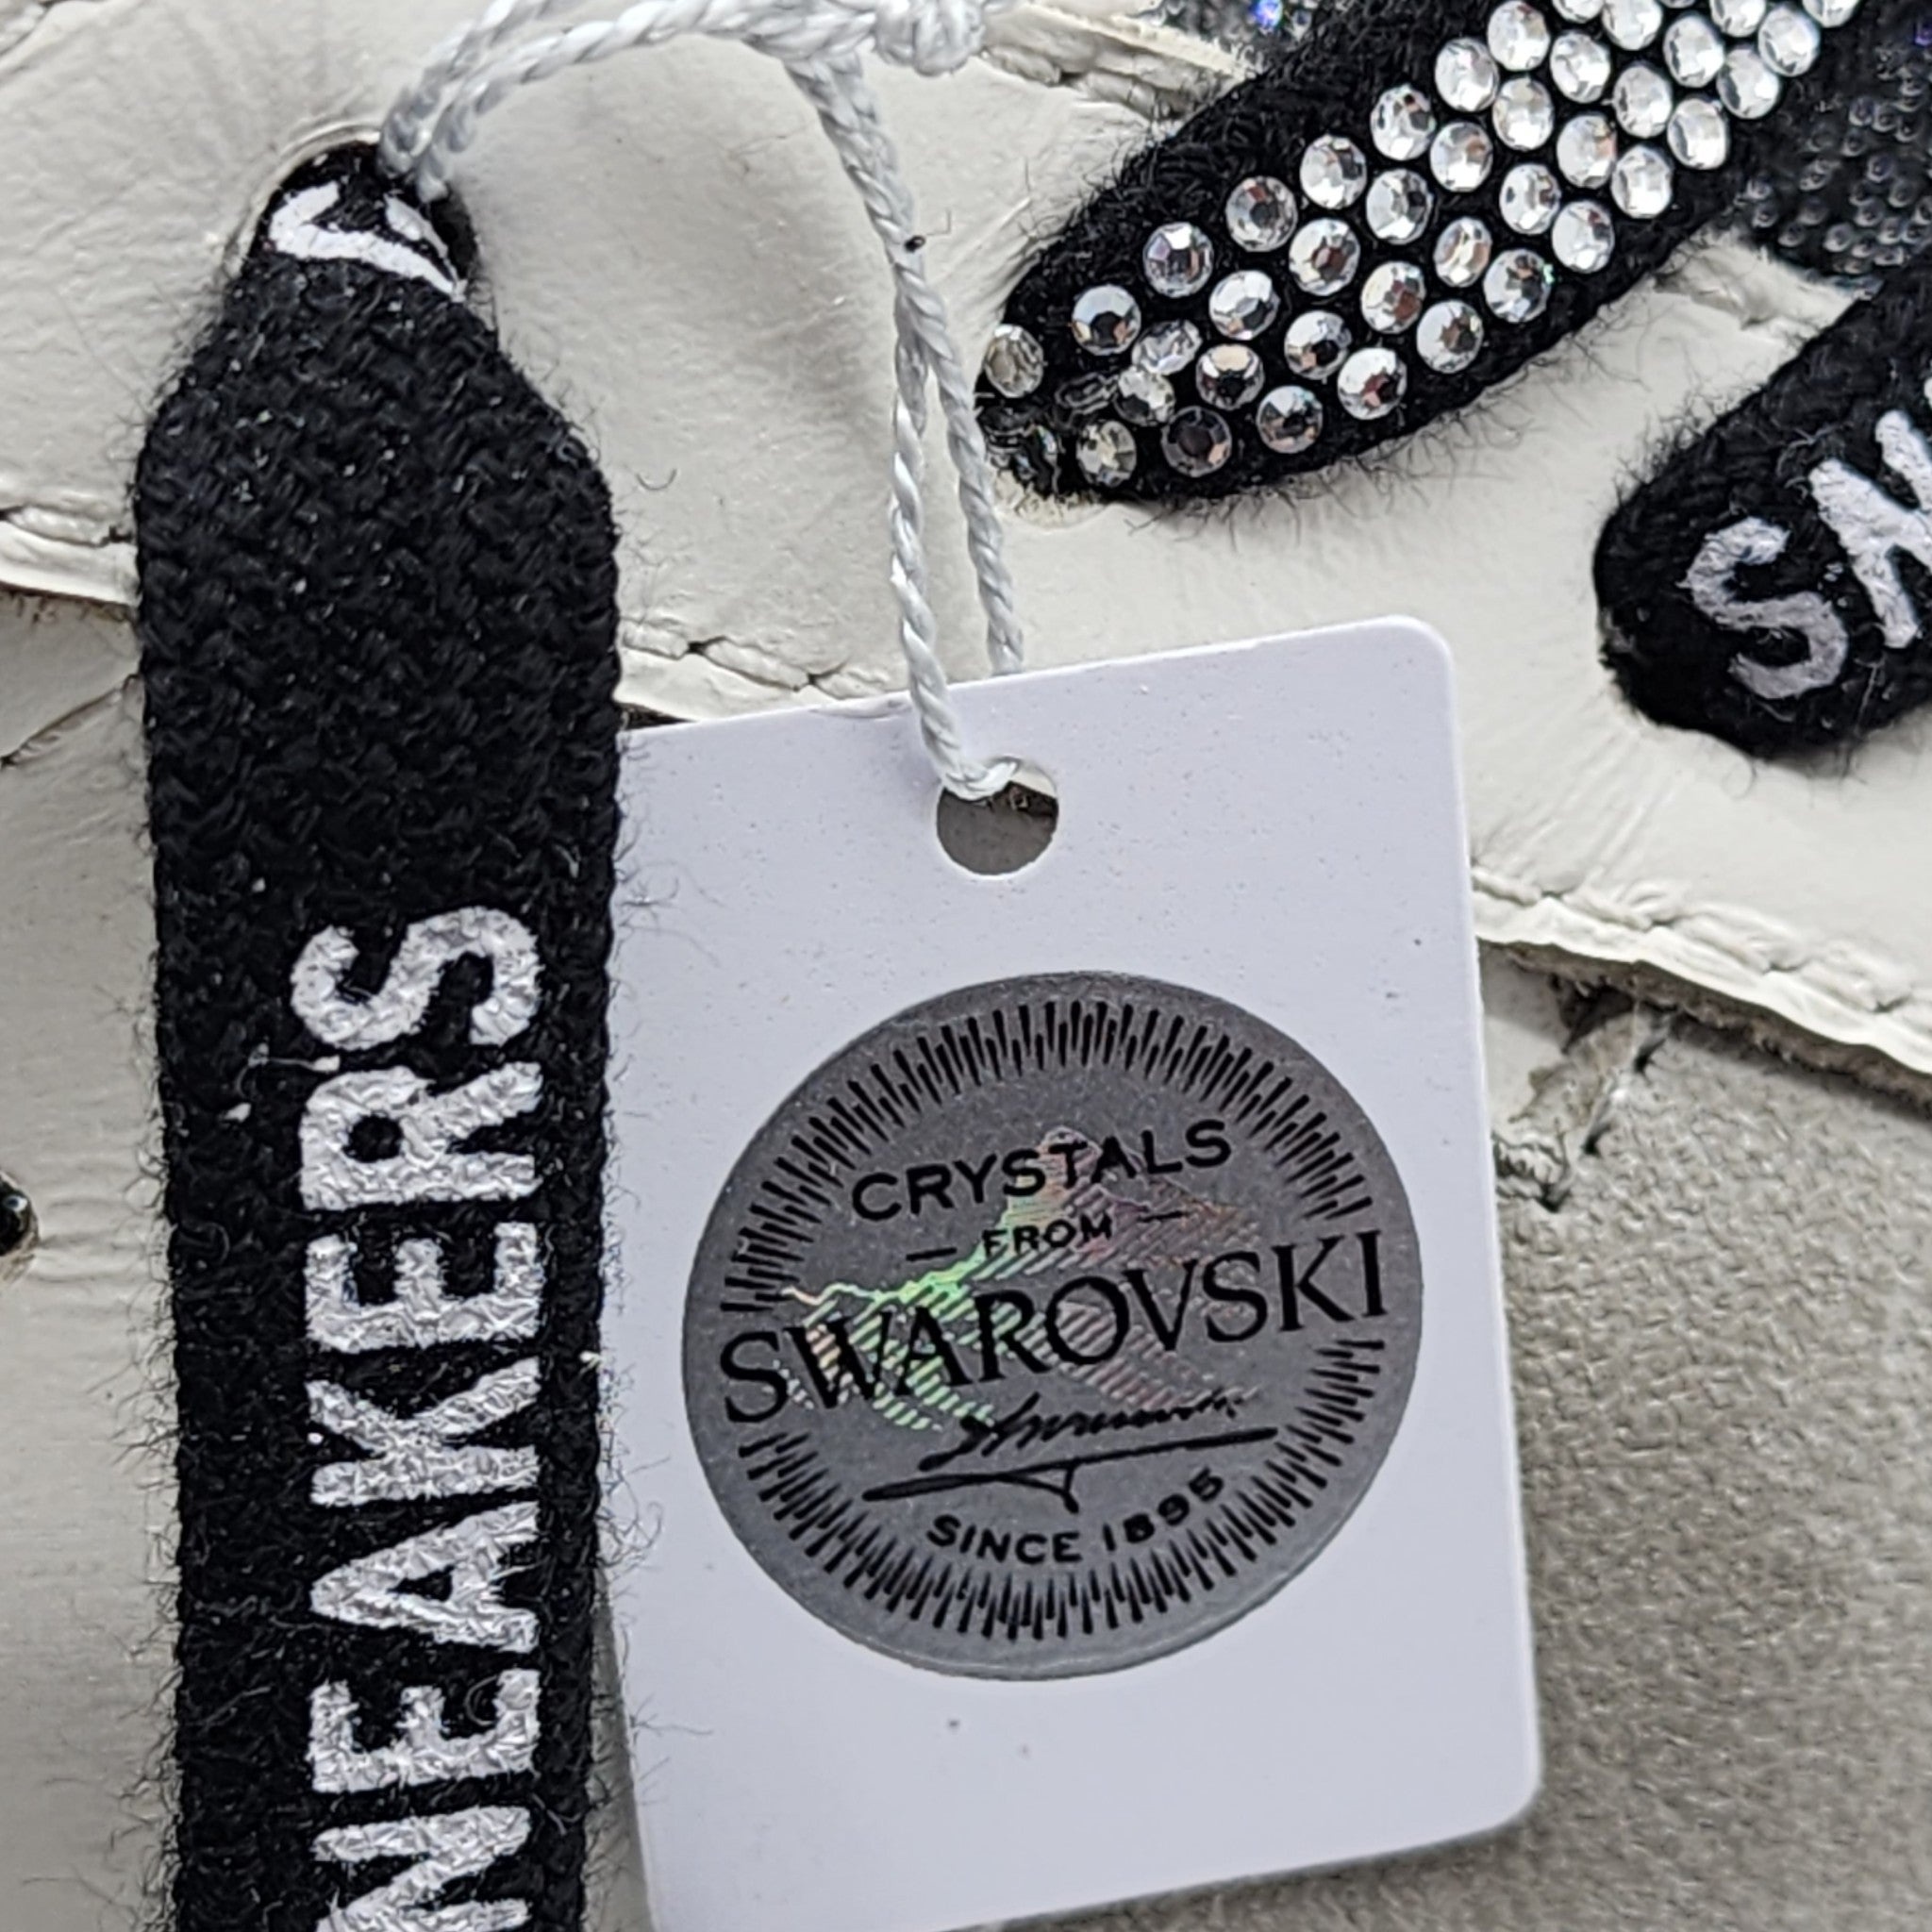 SNEAKERS
CRYSTALS
— FROM —
SWAROVSKI
SINCE 1895